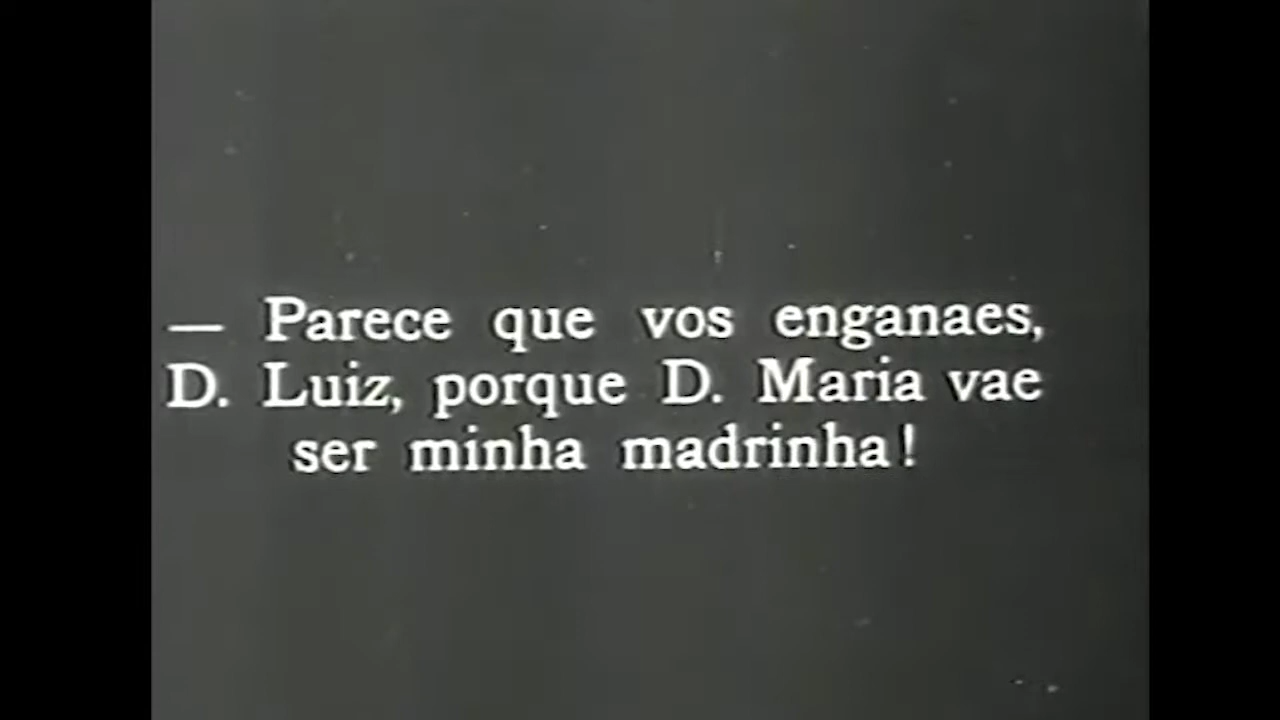 — Parece que vos enganaes,
D. Luiz, porque D. Maria vae
ser minha madrinha!